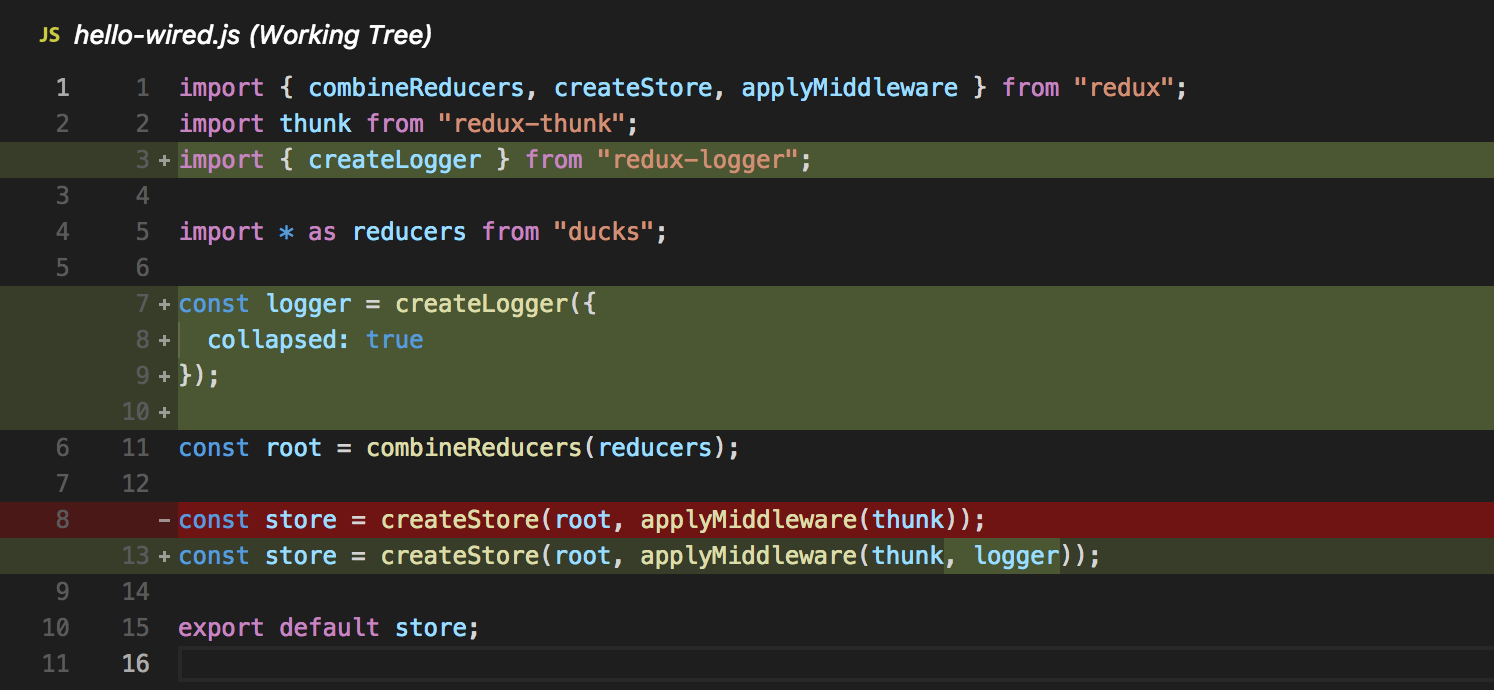 JS hello-wired.js (Working Tree)
1 1 import { combineReducers, createStore, applyMiddleware } from "redux";
2 2 import thunk from "redux-thunk";
3 + import { createLogger } from "redux-logger";
3 4
4 5 import * as reducers from "ducks";
5 6
7 + const logger = createLogger({
8 +   collapsed: true
9 + });
10 +
6 11 const root = combineReducers(reducers);
7 12
8 - const store = createStore(root, applyMiddleware(thunk));
13 + const store = createStore(root, applyMiddleware(thunk, logger));
9 14
10 15 export default store;
11 16